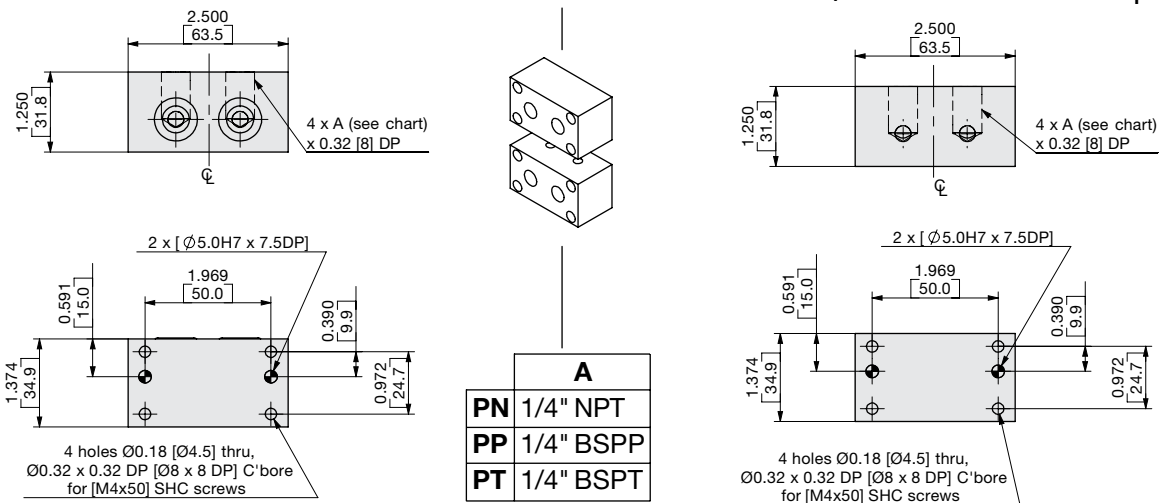 2.500
63.5
1.250
31.8
4 x A (see chart)
x 0.32 [8] DP
℄
2 x [ ∅5.0H7 x 7.5DP]
0.591
15.0
1.969
50.0
0.390
9.9
1.374
34.9
0.972
24.7
4 holes Ø0.18 [Ø4.5] thru,
Ø0.32 x 0.32 DP [Ø8 x 8 DP] C'bore
for [M4x50] SHC screws
A
PN 1/4" NPT
PP 1/4" BSPP
PT 1/4" BSPT
2.500
63.5
1.250
31.8
4 x A (see chart)
x 0.32 [8] DP
℄
2 x [ ∅5.0H7 x 7.5DP]
0.591
15.0
1.969
50.0
0.390
9.9
1.374
34.9
0.972
24.7
4 holes Ø0.18 [Ø4.5] thru,
Ø0.32 x 0.32 DP [Ø8 x 8 DP] C'bore
for [M4x50] SHC screws